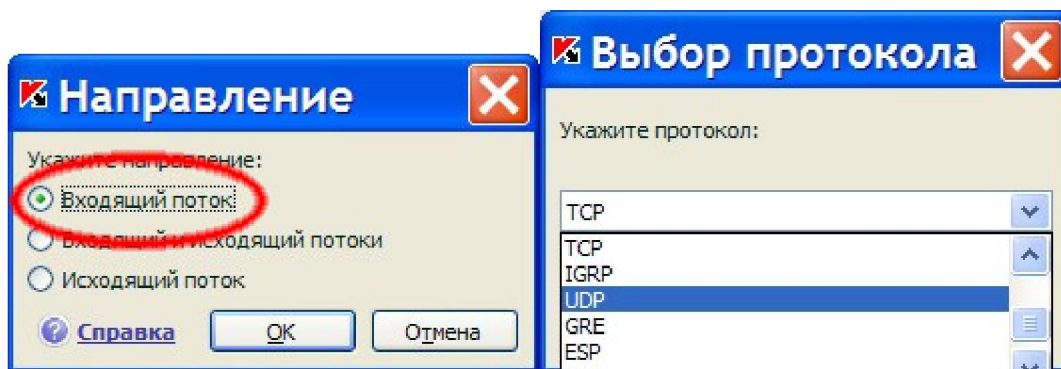 Направление
Укажите направление:
Входящий поток
Входящий и исходящий потоки
Исходящий поток
Справка
OK
Отмена
Выбор протокола
Укажите протокол:
TCP
TCP
IGRP
UDP
GRE
ESP